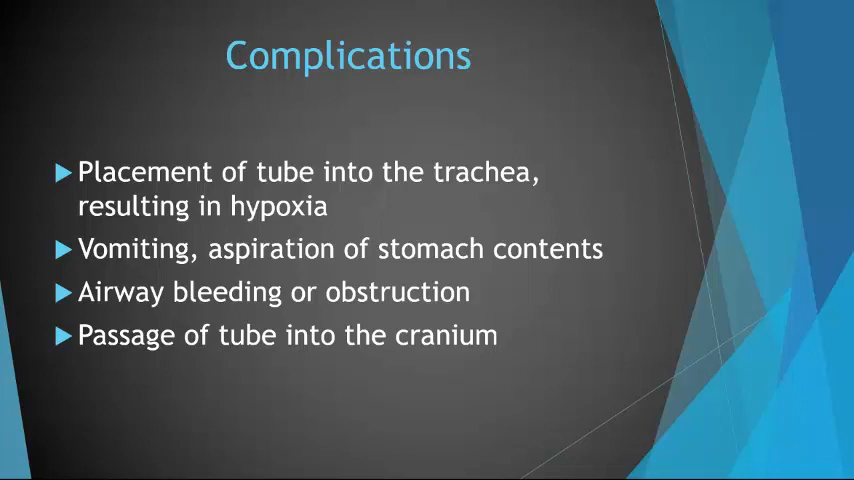 Complications
Placement of tube into the trachea,
resulting in hypoxia
Vomiting, aspiration of stomach contents
Airway bleeding or obstruction
Passage of tube into the cranium